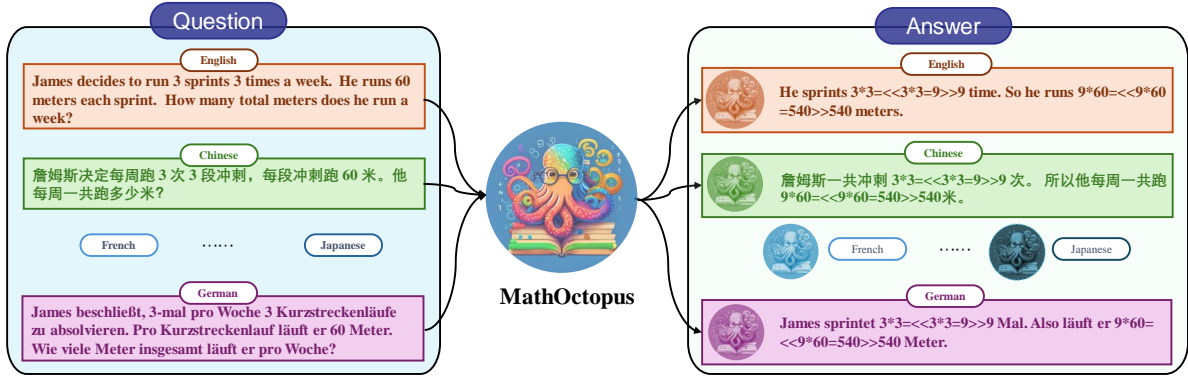 Question
English
James decides to run 3 sprints 3 times a week. He runs 60
meters each sprint. How many total meters does he run a
week?
Chinese
詹姆斯决定每周跑 3 次 3 段冲刺，每段冲刺跑 60 米。他
每周一共跑多少米？
French
……
Japanese
German
James beschließt, 3-mal pro Woche 3 Kurzstreckenläufe
zu absolvieren. Pro Kurzstreckenlauf läuft er 60 Meter.
Wie viele Meter insgesamt läuft er pro Woche?
MathOctopus
Answer
English
He sprints 3*3=<<3*3=9>>9 time. So he runs 9*60=<<9*60
=540>>540 meters.
Chinese
詹姆斯一共冲刺 3*3=<<3*3=9>>9 次。 所以他每周一共跑
9*60=<<9*60=540>>540米。
French
……
Japanese
German
James sprintet 3*3=<<3*3=9>>9 Mal. Also läuft er 9*60=
<<9*60=540>>540 Meter.